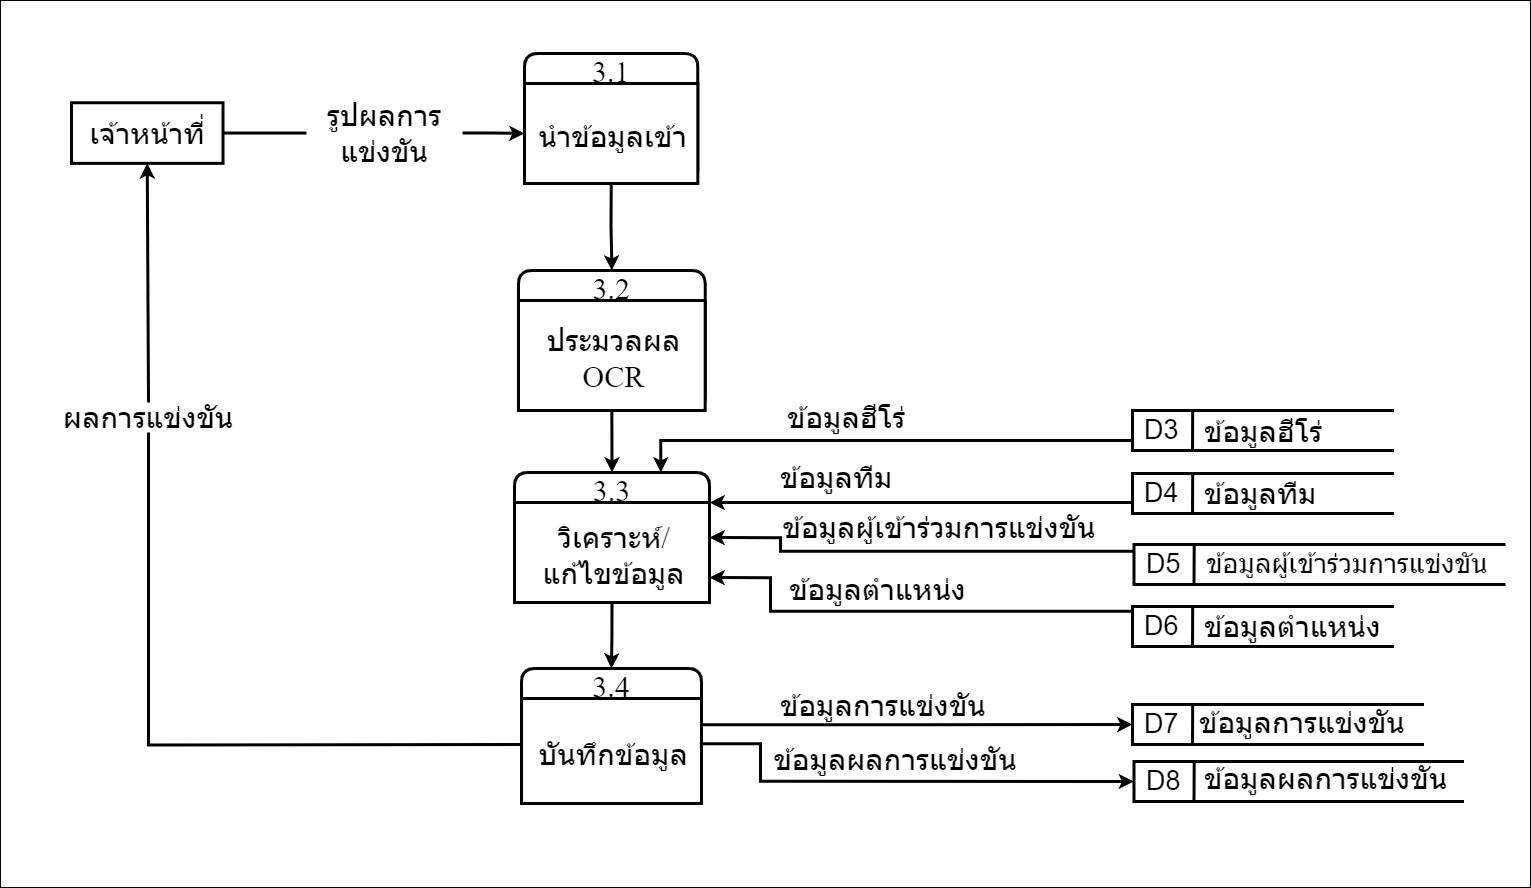 3.1
เจ้าหน้าที่
รูปผลการ
แข่งขัน
นำข้อมูลเข้า
3.2
ประมวลผล
OCR
ผลการแข่งขัน
ข้อมูลฮีโร่
D3 ข้อมูลฮีโร่
3.3
ข้อมูลทีม
D4 ข้อมูลทีม
วิเคราะห์/
แก้ไขข้อมูล
ข้อมูลผู้เข้าร่วมการแข่งขัน
D5 ข้อมูลผู้เข้าร่วมการแข่งขัน
ข้อมูลตำแหน่ง
D6 ข้อมูลตำแหน่ง
3.4
บันทึกข้อมูล
ข้อมูลการแข่งขัน
D7 ข้อมูลการแข่งขัน
ข้อมูลผลการแข่งขัน
D8 ข้อมูลผลการแข่งขัน